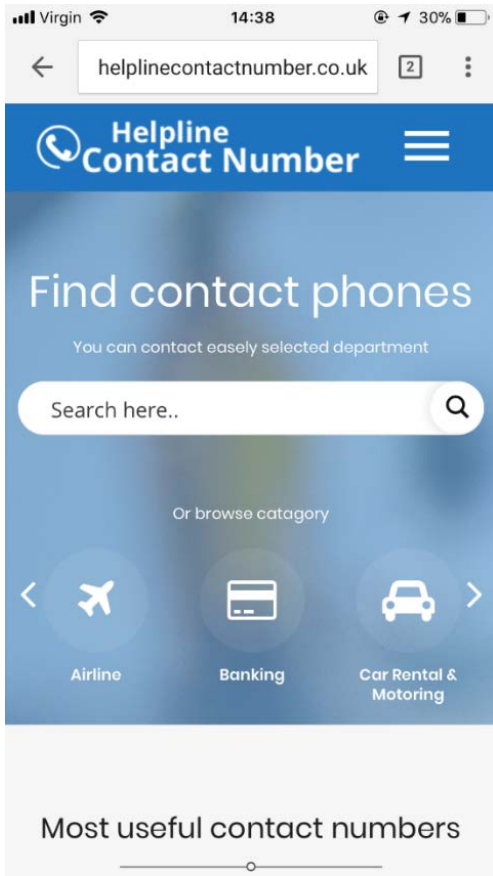 Virgin 14:38 30%
helplinecontactnumber.co.uk 2
Helpline
Contact Number
Find contact phones
You can contact easely selected department
Search here..
Or browse catagory
Airline Banking Car Rental &
Motoring
Most useful contact numbers